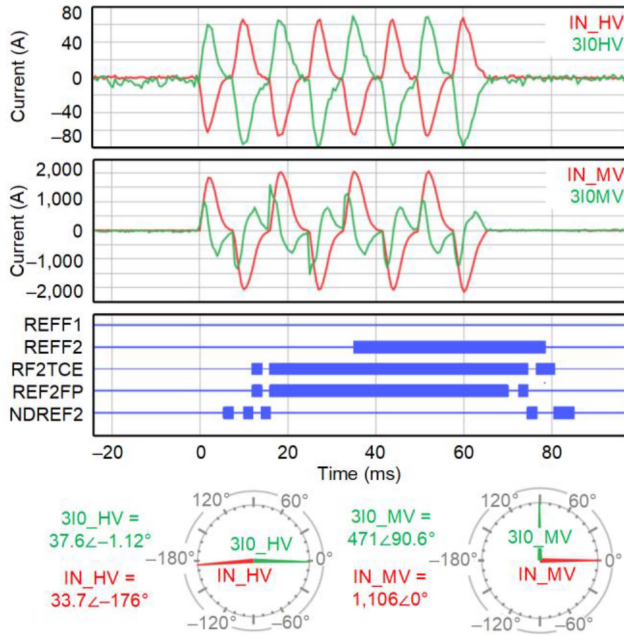 80
40
0
−40
−80
Current (A)
IN_HV
3I0HV
2,000
1,000
0
−1,000
−2,000
Current (A)
IN_MV
3I0MV
REFF1
REFF2
RF2TCE
REF2FP
NDREF2
−20 0 20 40 60 80
Time (ms)
3I0_HV =
37.6∠−1.12°
IN_HV =
33.7∠−176°
120° 60°
−180° 0°
−120° −60°
3I0_HV
IN_HV
3I0_MV =
471∠90.6°
IN_MV =
1,106∠0°
120° 60°
−180° 0°
−120° −60°
3I0_MV
IN_MV